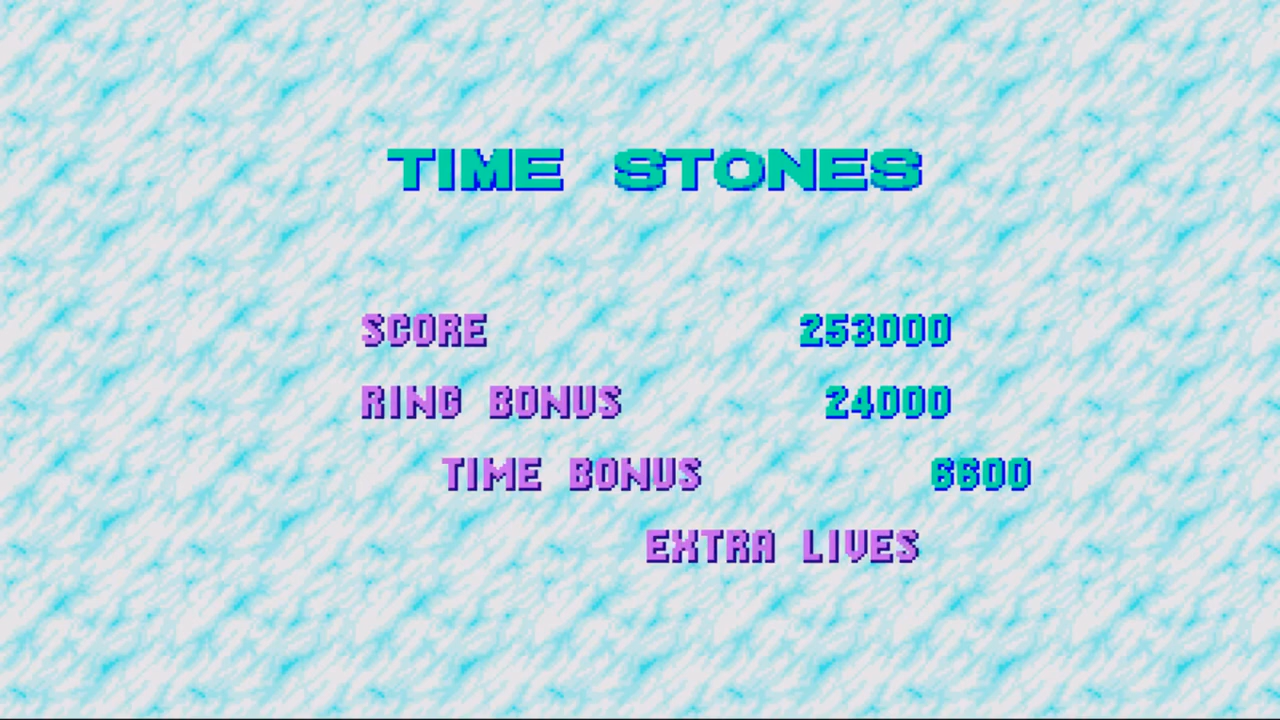 TIME STONES
SCORE 253000
RING BONUS 24000
TIME BONUS 6600
EXTRA LIVES